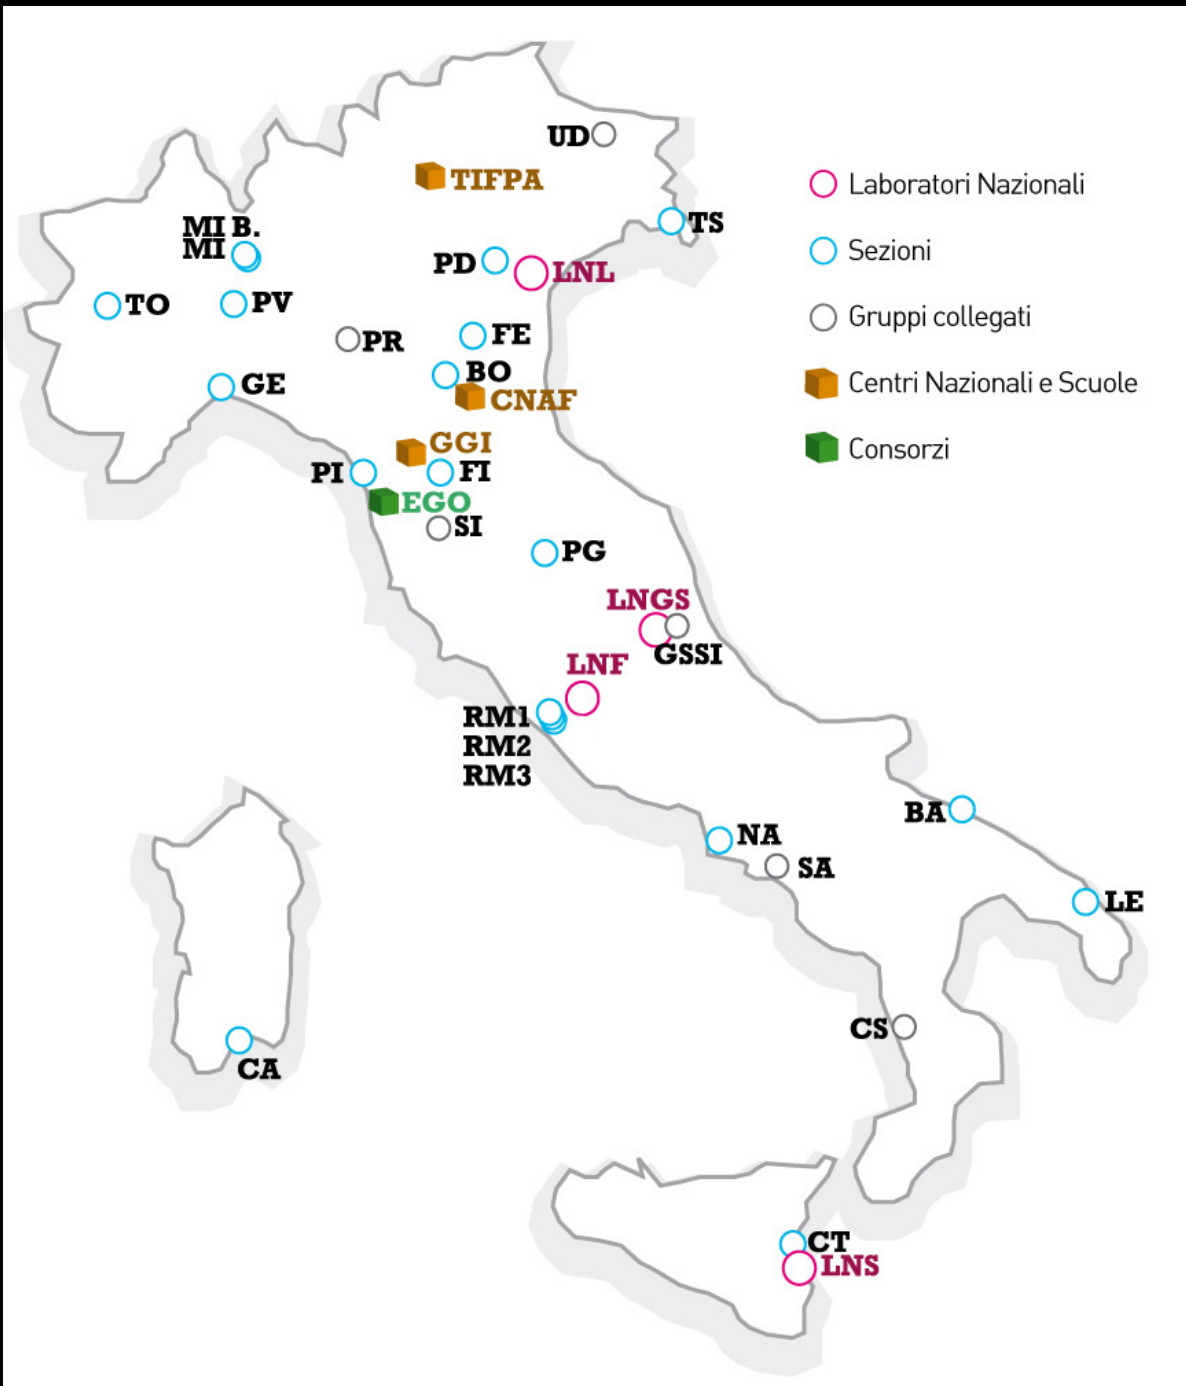 UD
TIFPA
Laboratori Nazionali
MI B.
TS
MI
Sezioni
PD
LNL
TO
PV
Gruppi collegati
FE
PR
BO
GE
Centri Nazionali e Scuole
CNAF
GGI
Consorzi
PI
FI
EGO
SI
PG
LNGS
GSSI
LNF
RM1
RM2
RM3
BA
NA
SA
LE
CS
CA
CT
LNS